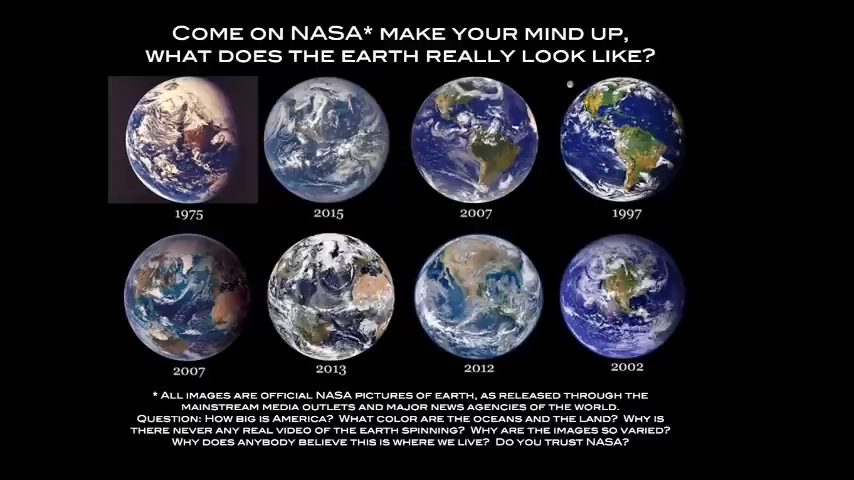 COME ON NASA* MAKE YOUR MIND UP,
WHAT DOES THE EARTH REALLY LOOK LIKE?
1975
2015
2007
1997
2007
2013
2012
2002
* ALL IMAGES ARE OFFICIAL NASA PICTURES OF EARTH, AS RELEASED THROUGH THE
MAINSTREAM MEDIA OUTLETS AND MAJOR NEWS AGENCIES OF THE WORLD.
QUESTION: HOW BIG IS AMERICA? WHAT COLOR ARE THE OCEANS AND THE LAND? WHY IS
THERE NEVER ANY REAL VIDEO OF THE EARTH SPINNING? WHY ARE THE IMAGES SO VARIED?
WHY DOES ANYBODY BELIEVE THIS IS WHERE WE LIVE? DO YOU TRUST NASA?